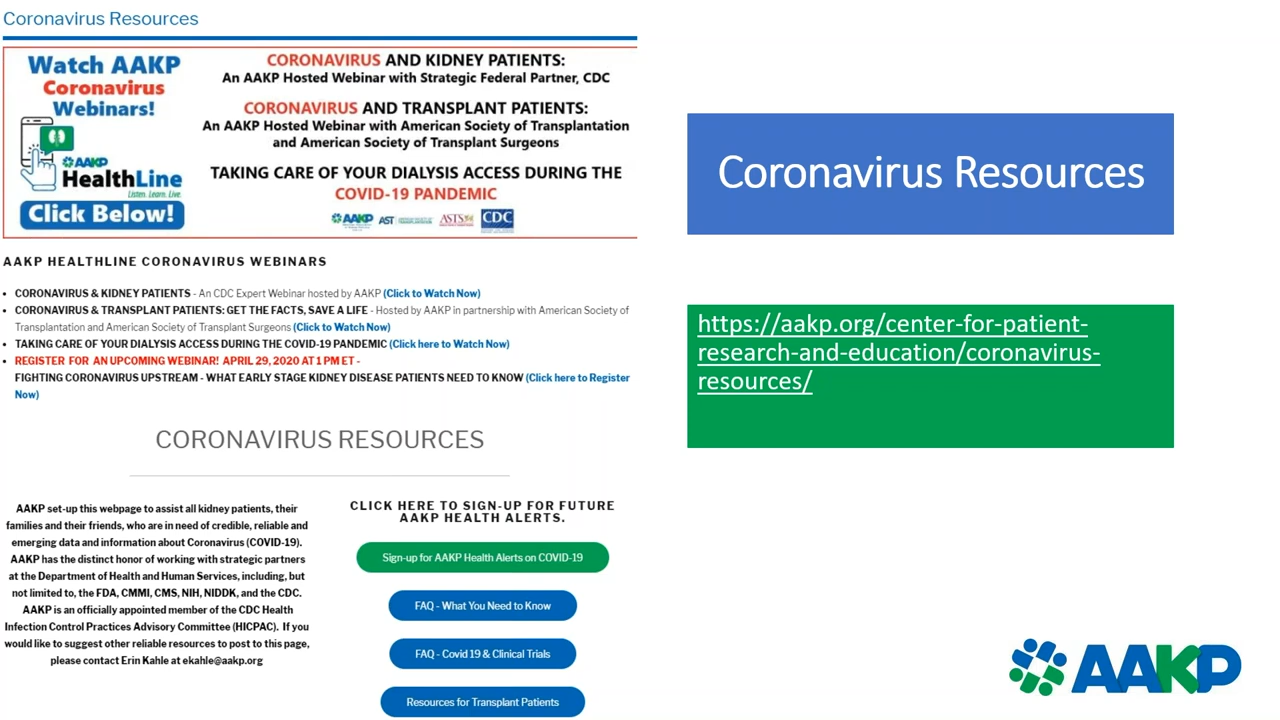 Coronavirus Resources
Watch AAKP
Coronavirus
Webinars!
AAKP
HealthLine
Listen. Learn. Live.
Click Below!
CORONAVIRUS AND KIDNEY PATIENTS:
An AAKP Hosted Webinar with Strategic Federal Partner, CDC
CORONAVIRUS AND TRANSPLANT PATIENTS:
An AAKP Hosted Webinar with American Society of Transplantation
and American Society of Transplant Surgeons
TAKING CARE OF YOUR DIALYSIS ACCESS DURING THE
COVID-19 PANDEMIC
AAKP AST ASTS CDC
AAKP HEALTHLINE CORONAVIRUS WEBINARS
• CORONAVIRUS & KIDNEY PATIENTS - An CDC Expert Webinar hosted by AAKP (Click to Watch Now)
• CORONAVIRUS & TRANSPLANT PATIENTS: GET THE FACTS, SAVE A LIFE - Hosted by AAKP in partnership with American Society of
Transplantation and American Society of Transplant Surgeons (Click to Watch Now)
• TAKING CARE OF YOUR DIALYSIS ACCESS DURING THE COVID-19 PANDEMIC (Click here to Watch Now)
• REGISTER FOR AN UPCOMING WEBINAR! APRIL 29, 2020 AT 1 PM ET -
FIGHTING CORONAVIRUS UPSTREAM - WHAT EARLY STAGE KIDNEY DISEASE PATIENTS NEED TO KNOW (Click here to Register
Now)
CORONAVIRUS RESOURCES
AAKP set-up this webpage to assist all kidney patients, their
families and their friends, who are in need of credible, reliable and
emerging data and information about Coronavirus (COVID-19).
AAKP has the distinct honor of working with strategic partners
at the Department of Health and Human Services, including, but
not limited to, the FDA, CMMI, CMS, NIH, NIDDK, and the CDC.
AAKP is an officially appointed member of the CDC Health
Infection Control Practices Advisory Committee (HICPAC). If you
would like to suggest other reliable resources to post to this page,
please contact Erin Kahle at ekahle@aakp.org
CLICK HERE TO SIGN-UP FOR FUTURE
AAKP HEALTH ALERTS.
Sign-up for AAKP Health Alerts on COVID-19
FAQ - What You Need to Know
FAQ - Covid 19 & Clinical Trials
Resources for Transplant Patients
Coronavirus Resources
https://aakp.org/center-for-patient-
research-and-education/coronavirus-
resources/
AAKP